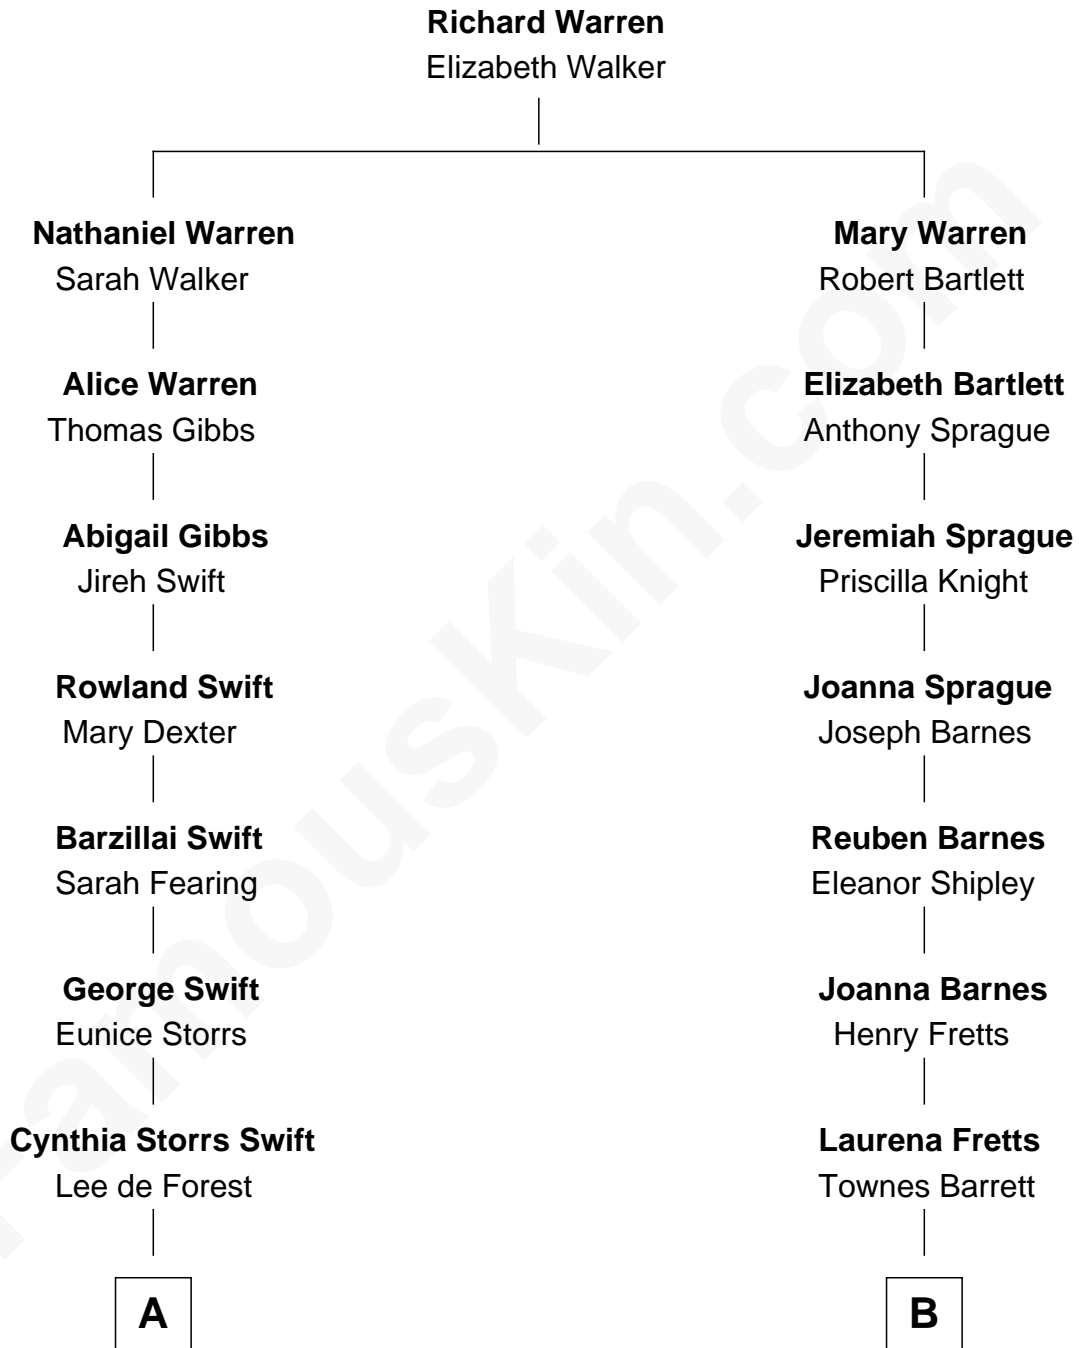 Richard Warren
Elizabeth Walker
Nathaniel Warren
Sarah Walker
Mary Warren
Robert Bartlett
Alice Warren
Thomas Gibbs
Elizabeth Bartlett
Anthony Sprague
Abigail Gibbs
Jireh Swift
Jeremiah Sprague
Priscilla Knight
Rowland Swift
Mary Dexter
Joanna Sprague
Joseph Barnes
Barzillai Swift
Sarah Fearing
Reuben Barnes
Eleanor Shipley
George Swift
Eunice Storrs
Joanna Barnes
Henry Fretts
Cynthia Storrs Swift
Lee de Forest
Laurena Fretts
Townes Barrett
A
B
FamousKin.com